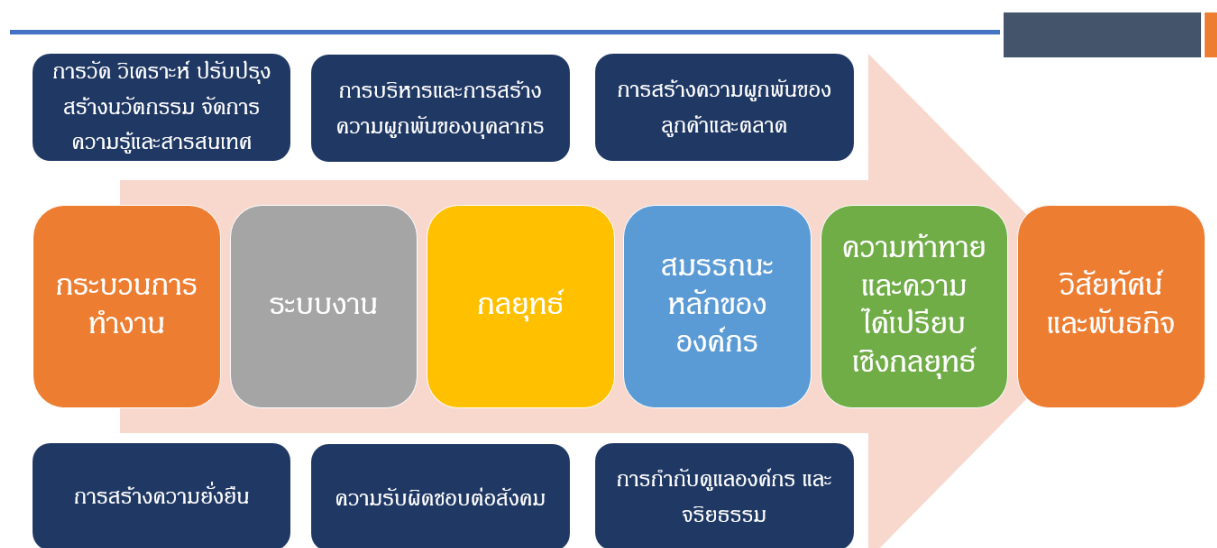 การวัด วิเคราะห์ ปรับปรุง
สร้างนวัตกรรม จัดการ
ความรู้และสารสนเทศ
การบริหารและการสร้าง
ความผูกพันของบุคลากร
การสร้างความผูกพันของ
ลูกค้าและตลาด
กระบวนการ
ทำงาน
ระบบงาน
กลยุทธ์
สมรรถนะ
หลักของ
องค์กร
ความท้าทาย
และความ
ได้เปรียบ
เชิงกลยุทธ์
วิสัยทัศน์
และพันธกิจ
การสร้างความยั่งยืน
ความรับผิดชอบต่อสังคม
การกำกับดูแลองค์กร และ
จริยธรรม